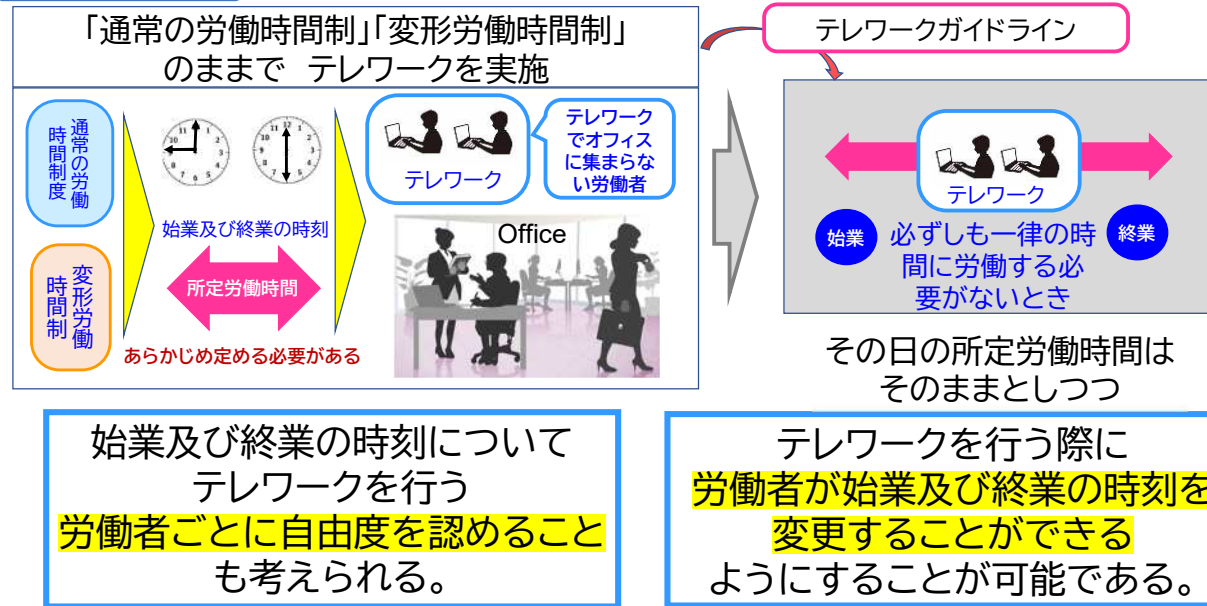 「通常の労働時間制」「変形労働時間制」
のままで テレワークを実施
テレワークガイドライン
通常の労働
時間制度
変形労働
時間制
始業及び終業の時刻
所定労働時間
あらかじめ定める必要がある
テレワーク
テレワーク
でオフィス
に集まらな
い労働者
Office
テレワーク
始業
必ずしも一律の時
間に労働する必
要がないとき
終業
その日の所定労働時間は
そのままとしつつ
始業及び終業の時刻について
テレワークを行う
労働者ごとに自由度を認めること
も考えられる。
テレワークを行う際に
労働者が始業及び終業の時刻を
変更することができる
ようにすることが可能である。